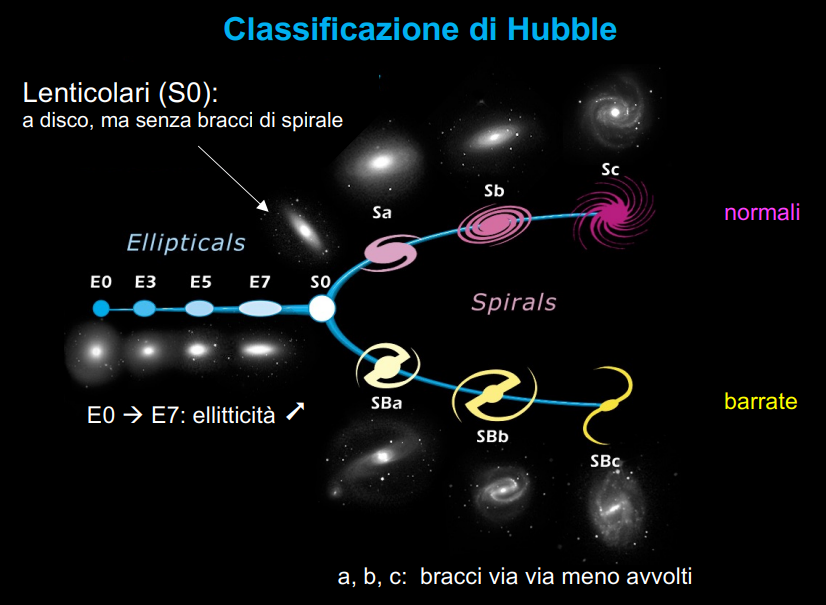 Classificazione di Hubble
Lenticolari (S0):
a disco, ma senza bracci di spirale
Sa
Sb
Sc
normali
Ellipticals
E0 E3 E5 E7 S0
Spirals
SBa
SBb
SBc
barrate
E0 → E7: ellitticità ➚
a, b, c: bracci via via meno avvolti